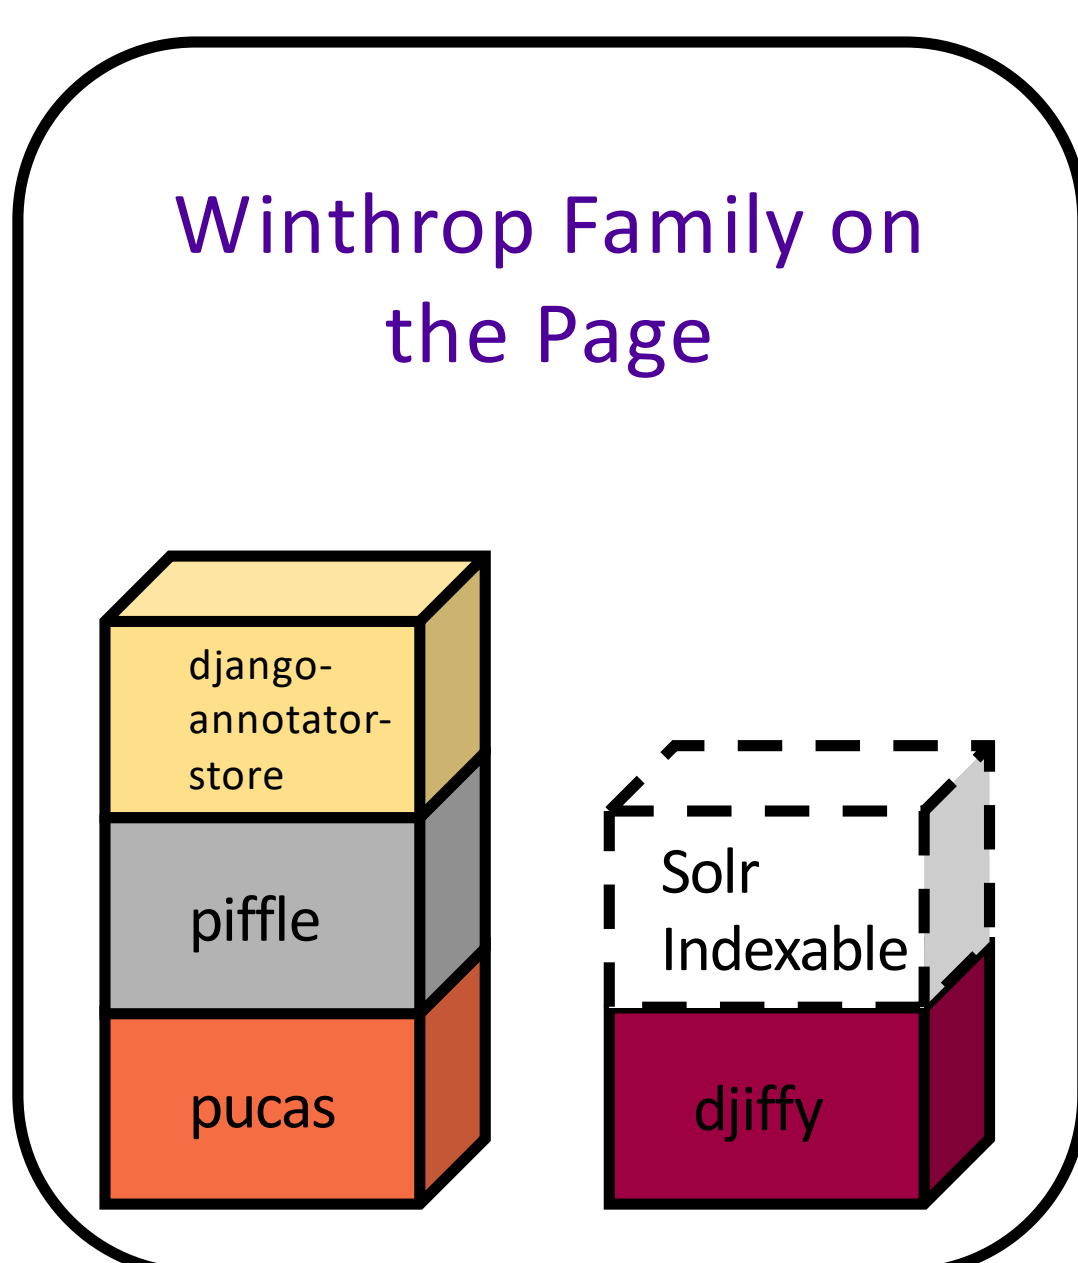 Winthrop Family on
the Page
django-
annotator-
store
piffle
pucas
Solr
Indexable
djiffy